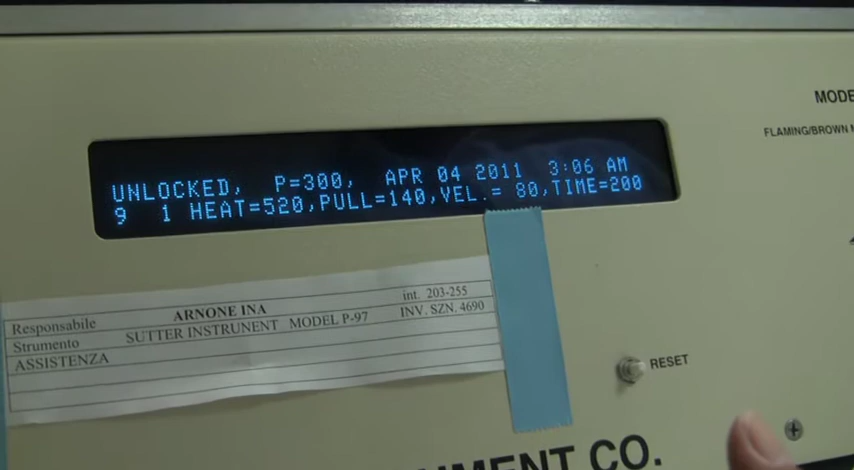 MODE
FLAMING/BROWN M
UNLOCKED, P=300, APR 04 2011 3:06 AM
9 1 HEAT=520,PULL=140,VEL.= 80,TIME=200
Responsabile ARNONE INA int. 203-255
Strumento SUTTER INSTRUNENT MODEL P-97 INV. SZN. 4690
ASSISTENZA
RESET
NMENT CO.